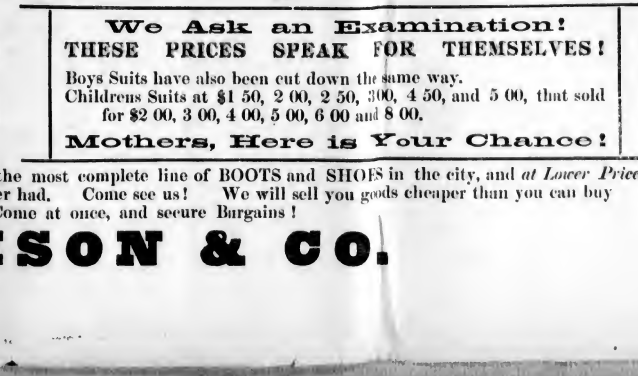 We Ask an Examination!
THESE PRICES SPEAK FOR THEMSELVES!
Boys Suits have also been cut down the same way.
Childrens Suits at $1 50, 2 00, 2 50, 3 00, 4 50, and 5 00, that sold
for $2 00, 3 00, 4 00, 5 00, 6 00 and 8 00.
Mothers, Here is Your Chance!
the most complete line of BOOTS and SHOES in the city, and at Lower Price
er had. Come see us! We will sell you goods cheaper than you can buy
Come at once, and secure Bargains!
SON & CO.